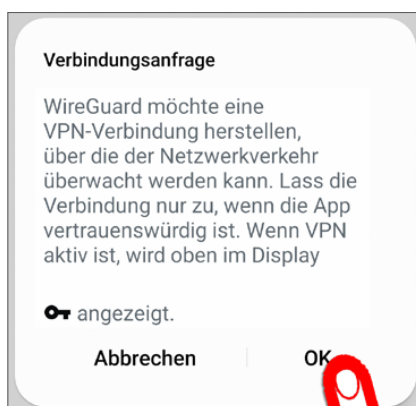 Verbindungsanfrage
WireGuard möchte eine
VPN-Verbindung herstellen,
über die der Netzwerkverkehr
überwacht werden kann. Lass die
Verbindung nur zu, wenn die App
vertrauenswürdig ist. Wenn VPN
aktiv ist, wird oben im Display
angezeigt.
Abbrechen
OK